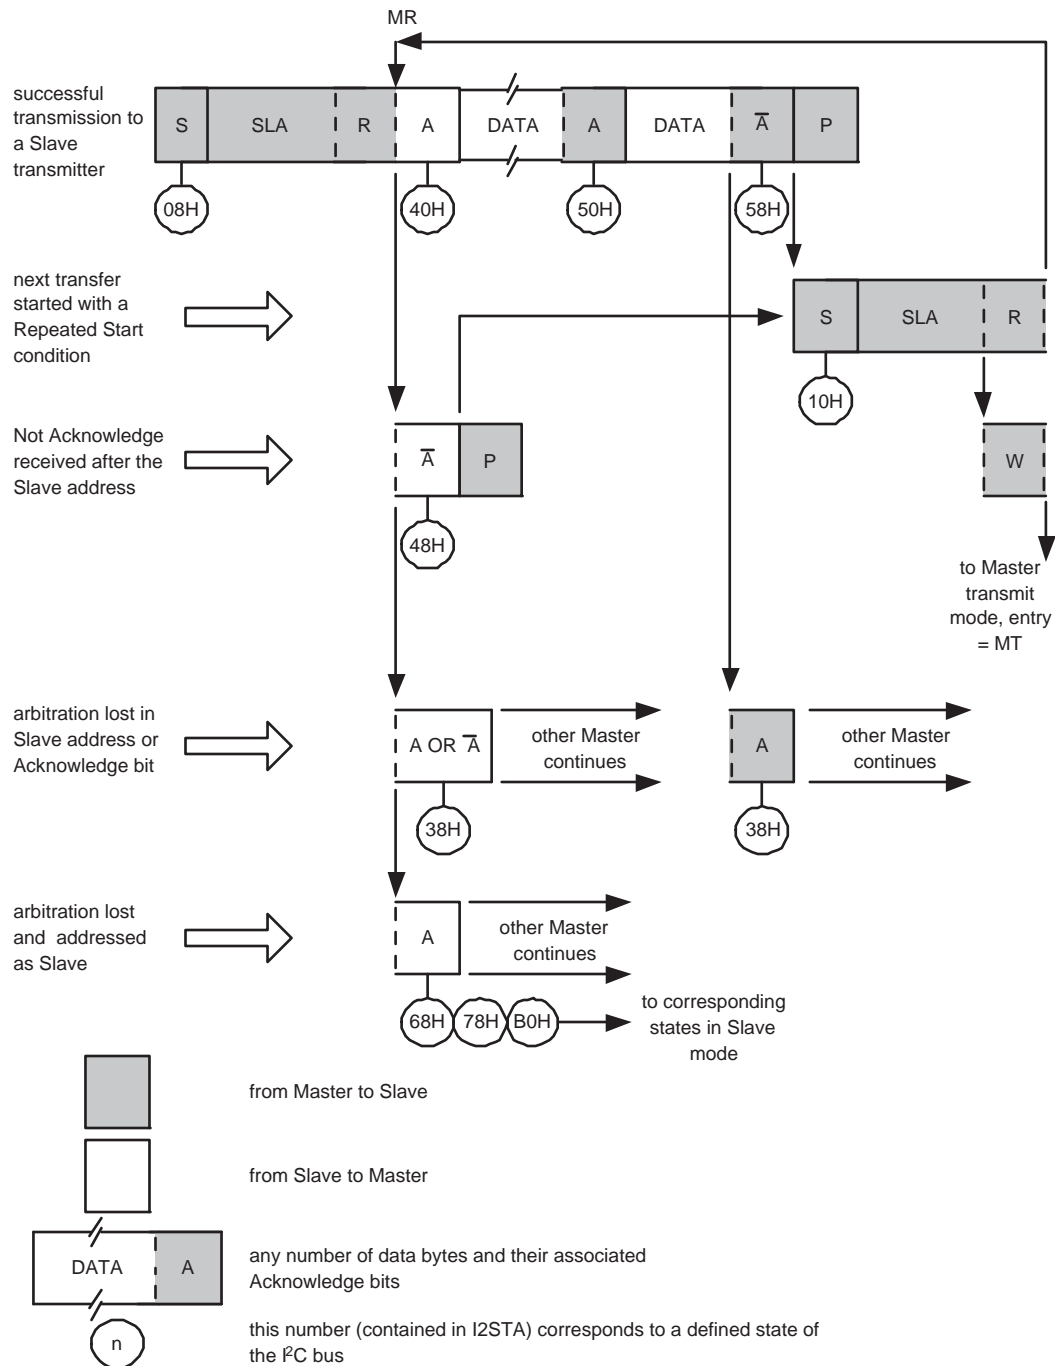 MR
successful
transmission to
a Slave
transmitter
S SLA R A DATA A DATA A̅ P
08H 40H 50H 58H
next transfer
started with a
Repeated Start
condition
S SLA R
10H
Not Acknowledge
received after the
Slave address
A̅ P
W
48H
to Master
transmit
mode, entry
= MT
arbitration lost in
Slave address or
Acknowledge bit
A OR A̅
other Master
continues
A
other Master
continues
38H 38H
arbitration lost
and addressed
as Slave
A
other Master
continues
68H 78H B0H
to corresponding
states in Slave
mode
from Master to Slave
from Slave to Master
DATA A
any number of data bytes and their associated
Acknowledge bits
n
this number (contained in I2STA) corresponds to a defined state of
the I²C bus